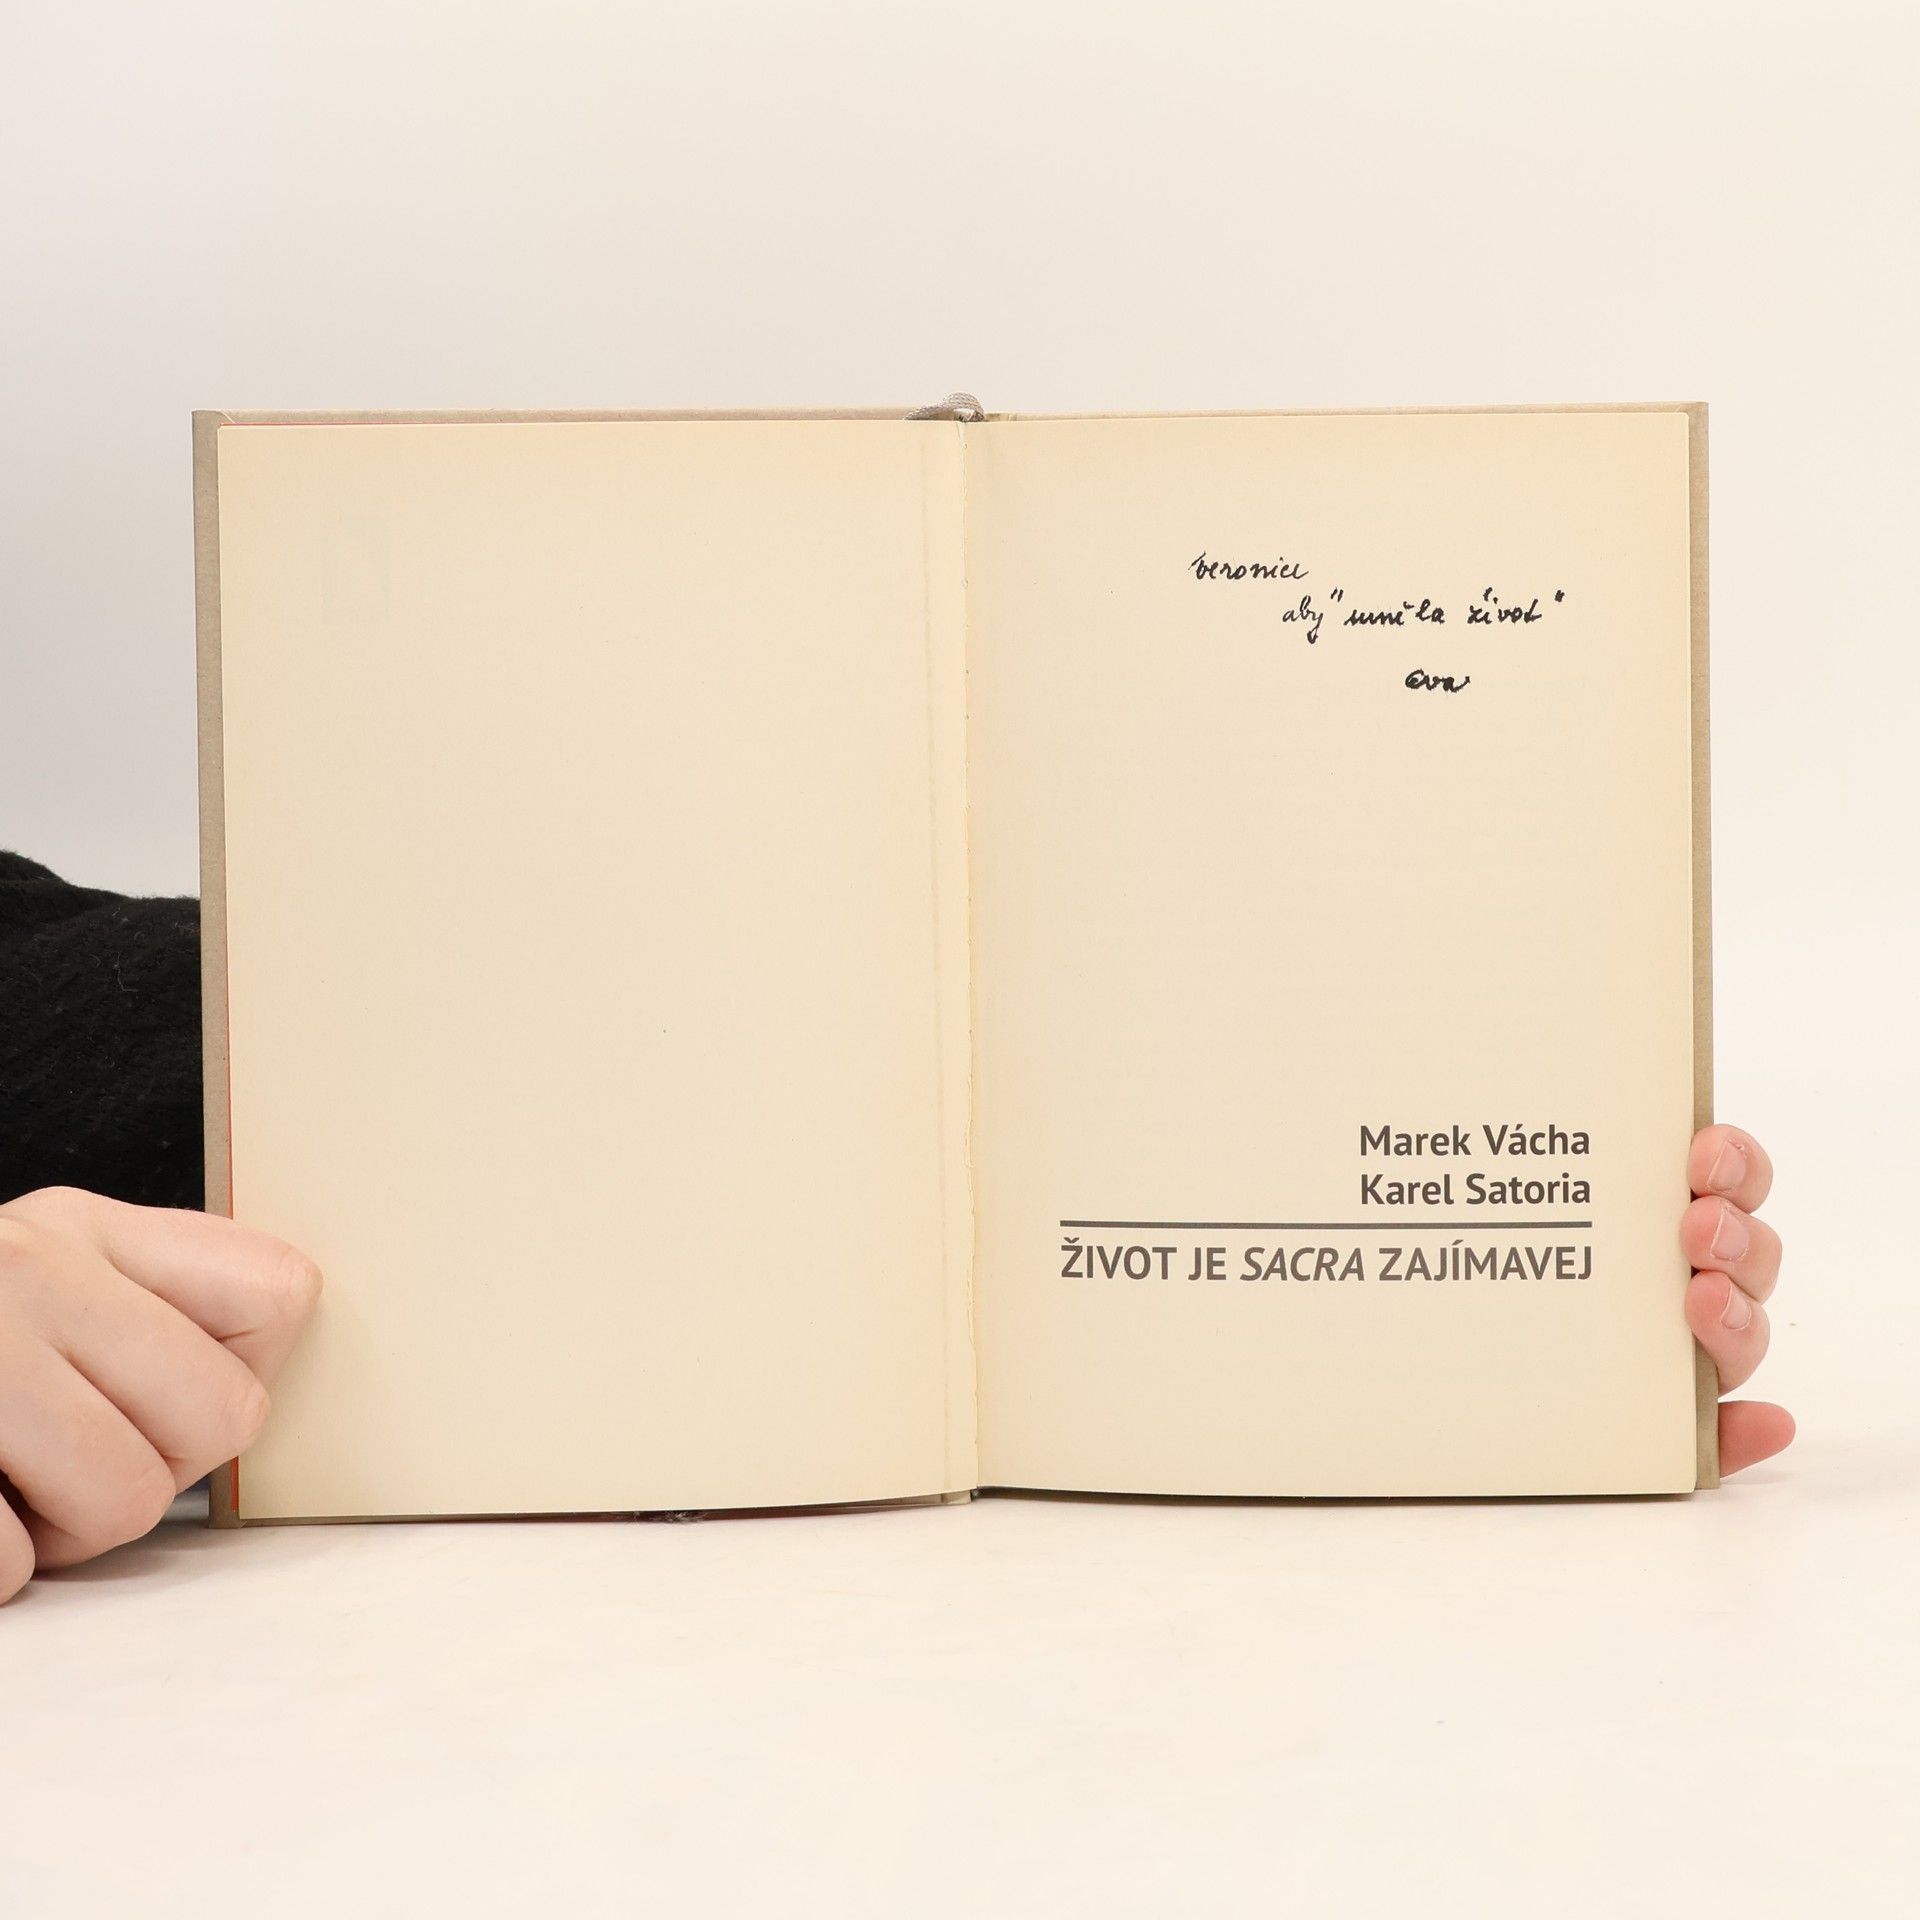 Veronice
aby "uměla život"
Eva
Marek Vácha
Karel Satoria
ŽIVOT JE SACRA ZAJÍMAVEJ